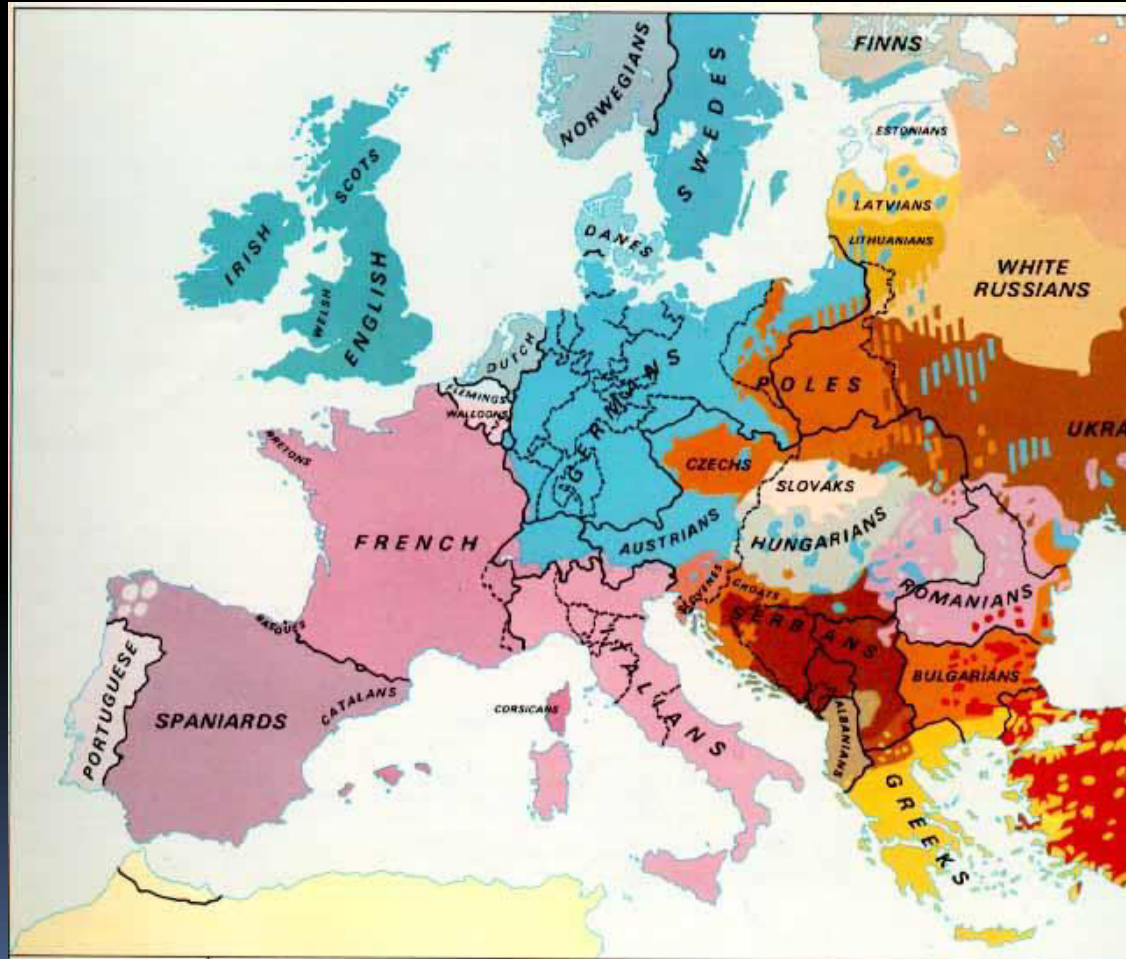 FINNS
NORWEGIANS
SWEDES
ESTONIANS
SCOTS
LATVIANS
DANES
LITHUANIANS
IRISH
WHITE
RUSSIANS
WELSH
ENGLISH
DUTCH
GERMANS
POLES
FLEMINGS
WALLOONS
UKRA
BRETONS
CZECHS
SLOVAKS
FRENCH
AUSTRIANS
HUNGARIANS
SLOVENES
CROATS
ROMANIANS
BASQUES
SERBIANS
ITALIANS
PORTUGUESE
BULGARIANS
SPANIARDS
CATALANS
CORSICANS
ALBANIANS
GREEKS